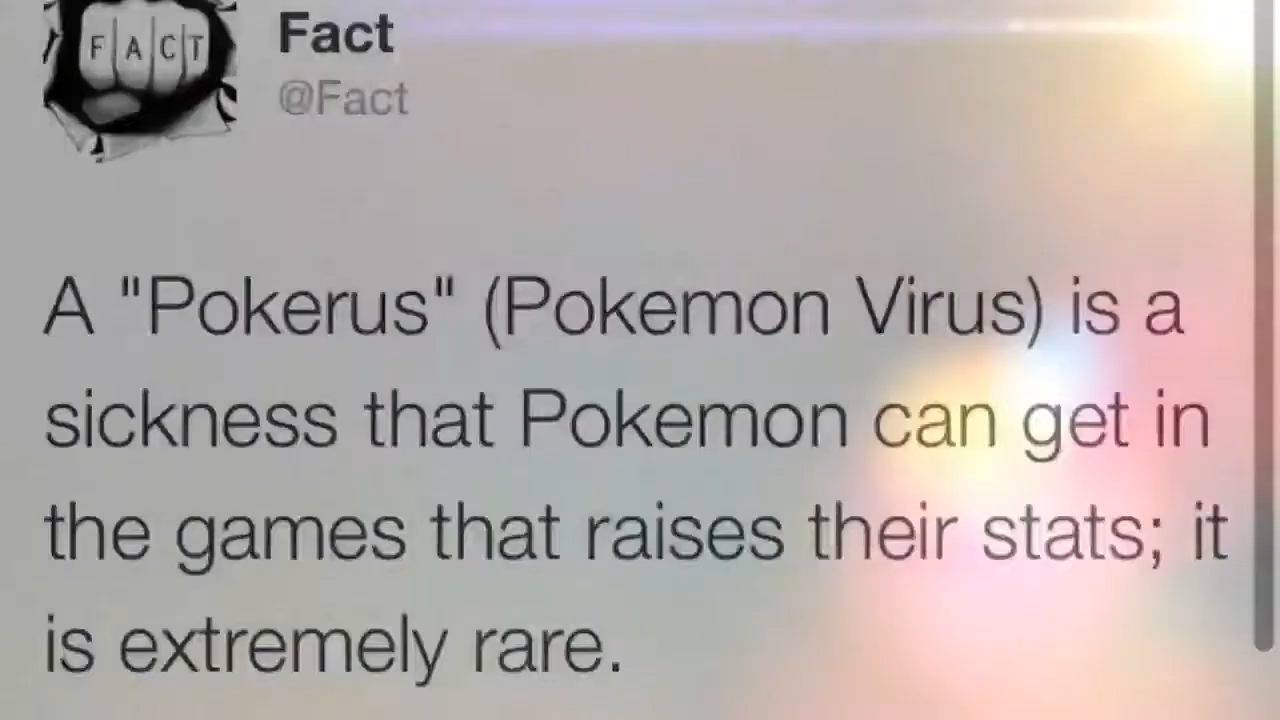 FACT
Fact
@Fact
A "Pokerus" (Pokemon Virus) is a
sickness that Pokemon can get in
the games that raises their stats; it
is extremely rare.